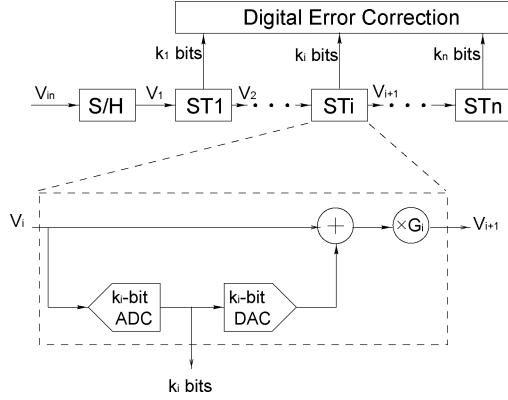 Digital Error Correction
k1 bits
ki bits
kn bits
Vin
S/H
V1
ST1
V2
STi
Vi+1
STn
Vi
+
×Gi
Vi+1
ki-bit
ADC
ki-bit
DAC
ki bits